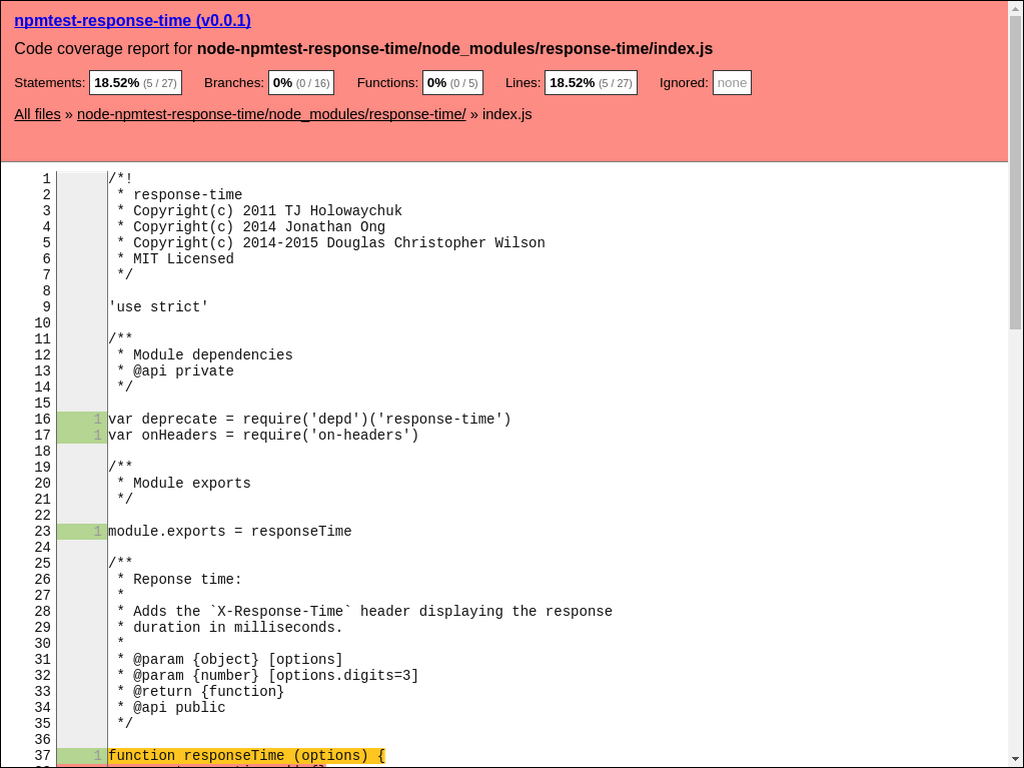 npmtest-response-time (v0.0.1)
Code coverage report for node-npmtest-response-time/node_modules/response-time/index.js
Statements: 18.52% (5 / 27) Branches: 0% (0 / 16) Functions: 0% (0 / 5) Lines: 18.52% (5 / 27) Ignored: none
All files » node-npmtest-response-time/node_modules/response-time/ » index.js
1 /*!
2  * response-time
3  * Copyright(c) 2011 TJ Holowaychuk
4  * Copyright(c) 2014 Jonathan Ong
5  * Copyright(c) 2014-2015 Douglas Christopher Wilson
6  * MIT Licensed
7  */
8
9 'use strict'
10
11 /**
12  * Module dependencies
13  * @api private
14  */
15
16 1 var deprecate = require('depd')('response-time')
17 1 var onHeaders = require('on-headers')
18
19 /**
20  * Module exports
21  */
22
23 1 module.exports = responseTime
24
25 /**
26  * Reponse time:
27  *
28  * Adds the `X-Response-Time` header displaying the response
29  * duration in milliseconds.
30  *
31  * @param {object} [options]
32  * @param {number} [options.digits=3]
33  * @return {function}
34  * @api public
35  */
36
37 1 function responseTime (options) {